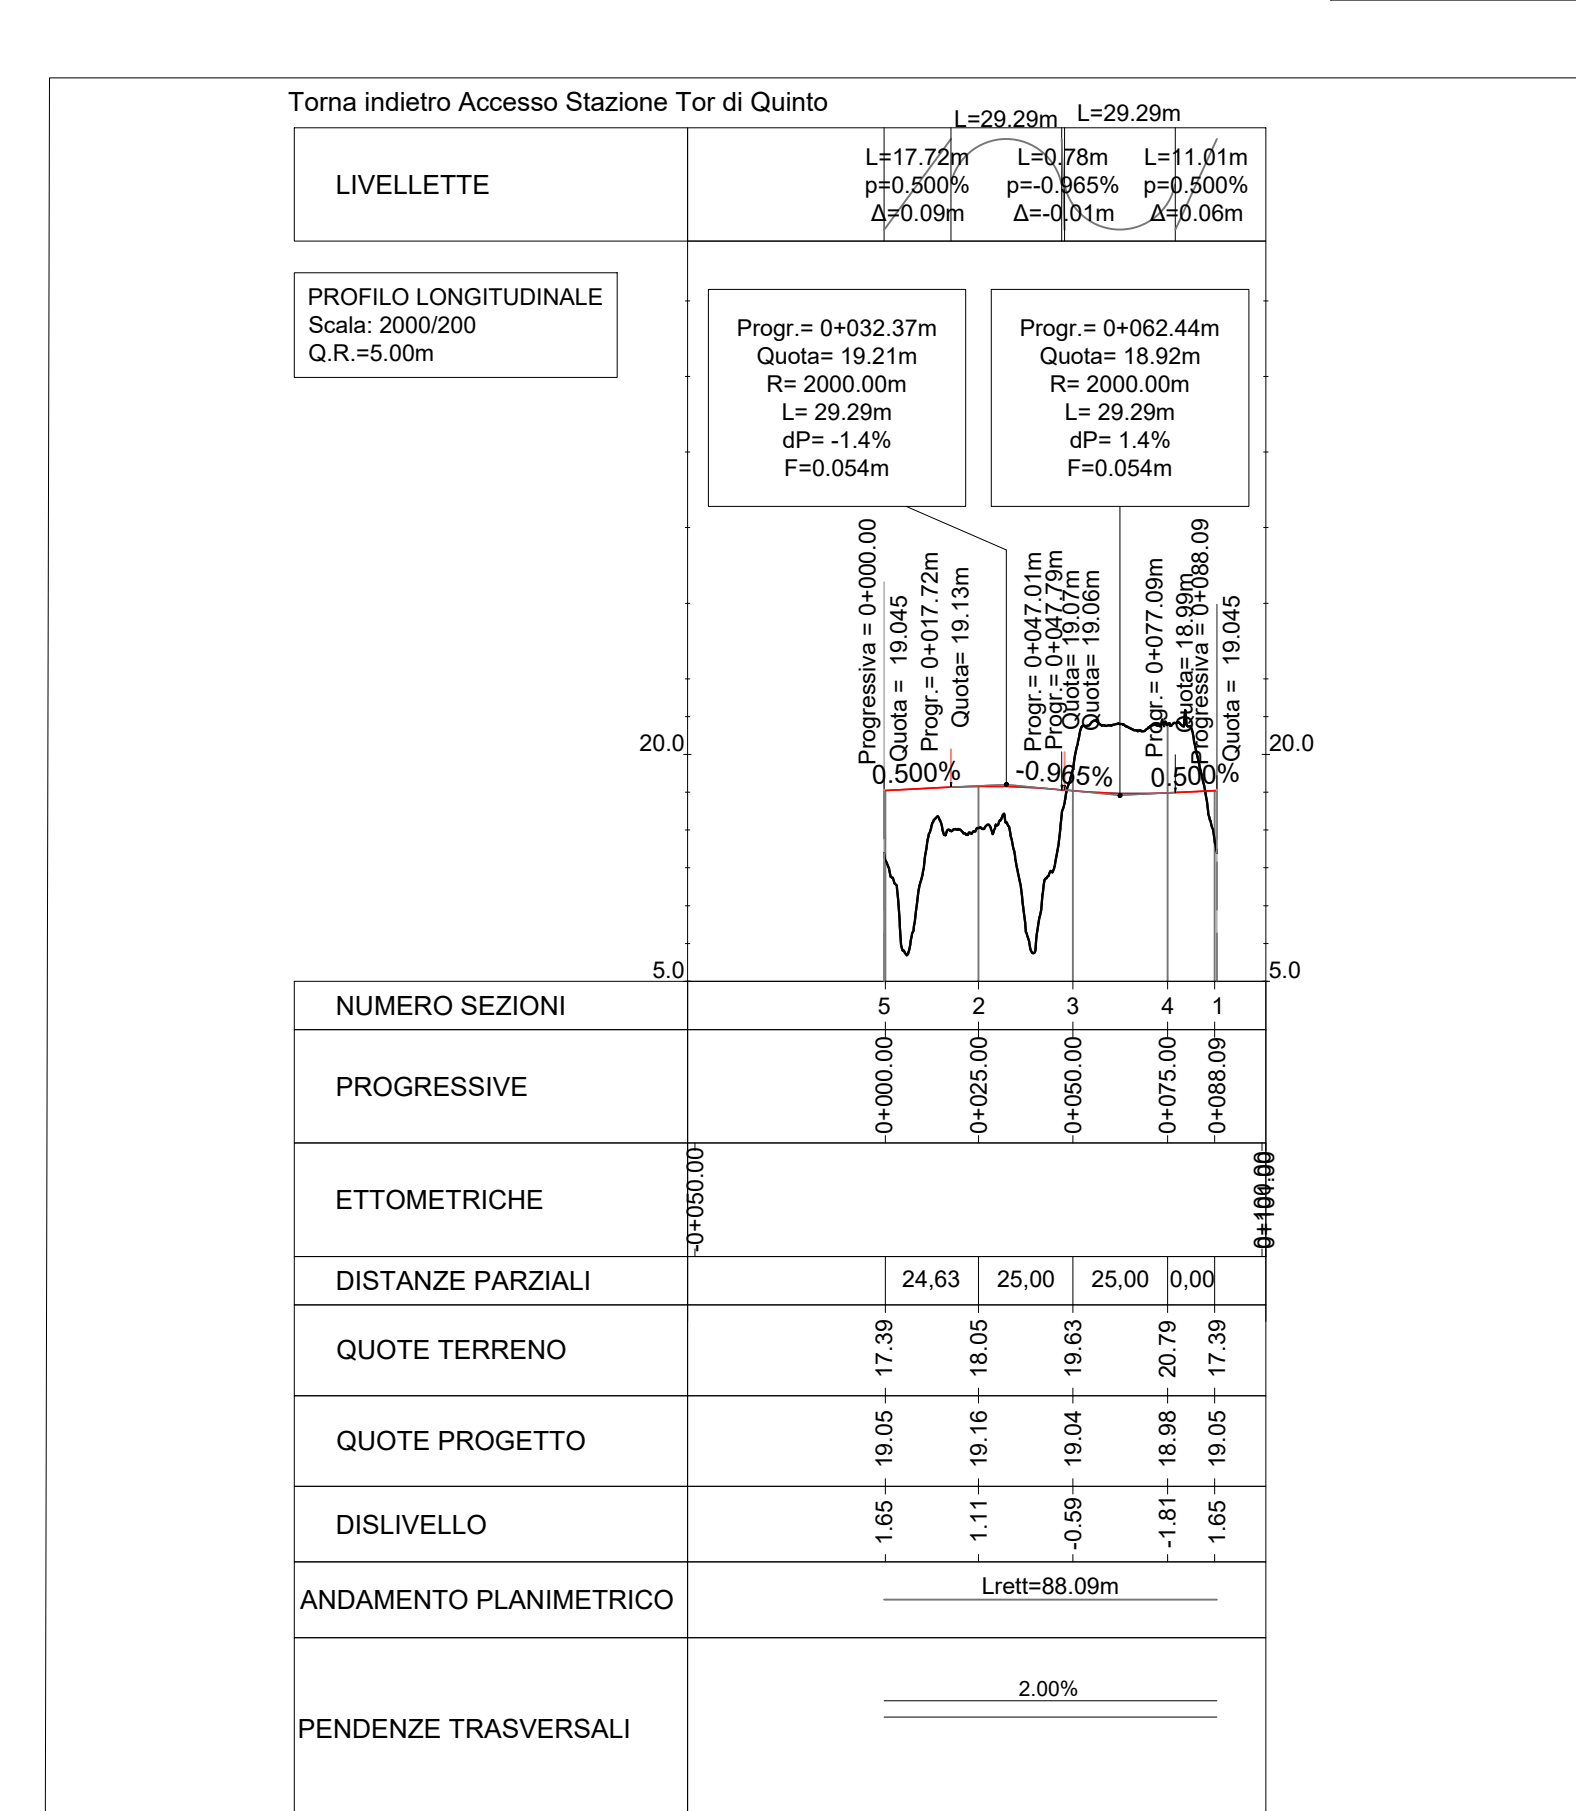 Torna indietro Accesso Stazione Tor di Quinto
L=29.29m
L=29.29m
LIVELLETTE
L=17.72m
p=0.500%
Δ=0.09m
L=0.78m
p=-0.965%
Δ=-0.01m
L=11.01m
p=0.500%
Δ=0.06m
PROFILO LONGITUDINALE
Scala: 2000/200
Q.R.=5.00m
Progr.= 0+032.37m
Quota= 19.21m
R= 2000.00m
L= 29.29m
dP= -1.4%
F=0.054m
Progr.= 0+062.44m
Quota= 18.92m
R= 2000.00m
L= 29.29m
dP= 1.4%
F=0.054m
Progressiva = 0+000.00
Quota = 19.045
Progr.= 0+017.72m
Quota= 19.13m
Progr.= 0+047.01m
Progr.= 0+047.79m
Quota= 19.07m
Quota= 19.06m
Progr.= 0+077.09m
Quota= 18.99m
Progressiva = 0+088.09
Quota = 19.045
20.0
20.0
0.500%
-0.965%
0.500%
5.0
5.0
NUMERO SEZIONI
5 2 3 4 1
PROGRESSIVE
0+000.00 0+025.00 0+050.00 0+075.00 0+088.09
ETTOMETRICHE
-0+050.00
0+100.00
DISTANZE PARZIALI
24,63 25,00 25,00 0,00
QUOTE TERRENO
17.39 18.05 19.63 20.79 17.39
QUOTE PROGETTO
19.05 19.16 19.04 18.98 19.05
DISLIVELLO
1.65 1.11 -0.59 -1.81 1.65
ANDAMENTO PLANIMETRICO
Lrett=88.09m
PENDENZE TRASVERSALI
2.00%